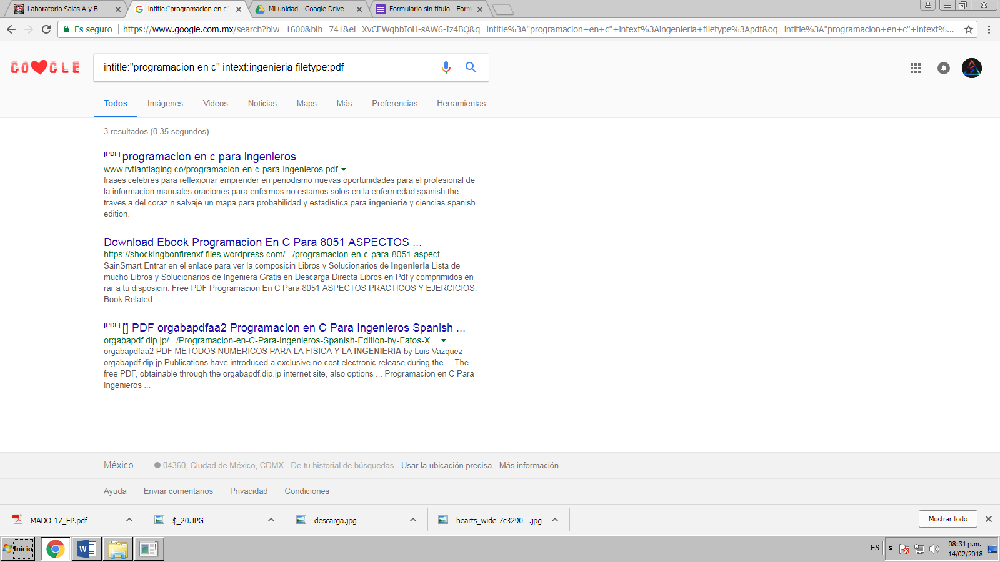 Laboratorio Salas A y B
intitle:"programacion en c"
Mi unidad - Google Drive
Formulario sin título - Form
Es seguro
https://www.google.com.mx/search?biw=1600&bih=741&ei=XvCEWqbbIoH-sAW6-Iz4BQ&q=intitle%3A"programacion+en+c"+intext%3Aingenieria+filetype%3Apdf&oq=intitle%3A"programacion+en+c"+intext%...
intitle:"programacion en c" intext:ingenieria filetype:pdf
Todos Imágenes Videos Noticias Maps Más Preferencias Herramientas
3 resultados (0.35 segundos)
[PDF] programacion en c para ingenieros
www.rvtlantiaging.co/programacion-en-c-para-ingenieros.pdf
frases celebres para reflexionar emprender en periodismo nuevas oportunidades para el profesional de
la informacion manuales oraciones para enfermos no estamos solos en la enfermedad spanish the
traves a del coraz n salvaje un mapa para probabilidad y estadistica para ingenieria y ciencias spanish
edition.
Download Ebook Programacion En C Para 8051 ASPECTOS ...
https://shockingbonfirenxf.files.wordpress.com/.../programacion-en-c-para-8051-aspect...
SainSmart Entrar en el enlace para ver la composicin Libros y Solucionarios de Ingenieria Lista de
mucho Libros y Solucionarios de Ingeniera Gratis en Descarga Directa Libros en Pdf y comprimidos en
rar a tu disposicin. Free PDF Programacion En C Para 8051 ASPECTOS PRACTICOS Y EJERCICIOS.
Book Related.
[PDF] [] PDF orgabapdfaa2 Programacion en C Para Ingenieros Spanish ...
orgabapdf.dip.jp/.../Programacion-en-C-Para-Ingenieros-Spanish-Edition-by-Fatos-X...
orgabapdfaa2 PDF METODOS NUMERICOS PARA LA FISICA Y LA INGENIERIA by Luis Vazquez
orgabapdf.dip.jp Publications have introduced a exclusive no cost electronic release during the ... The
free PDF, obtainable through the orgabapdf.dip.jp internet site, also options ... Programacion en C Para
Ingenieros ...
México
04360, Ciudad de México, CDMX - De tu historial de búsquedas - Usar la ubicación precisa - Más información
Ayuda Enviar comentarios Privacidad Condiciones
MADO-17_FP.pdf
$_20.JPG
descarga.jpg
hearts_wide-7c3290....jpg
Mostrar todo
Inicio
ES
08:31 p.m.
14/02/2018